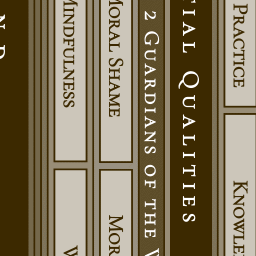 PRACTICE
KNOWLE
TIAL QUALITIES
2 GUARDIANS OF THE W
MORAL SHAME
MOR
MINDFULNESS
W
N D